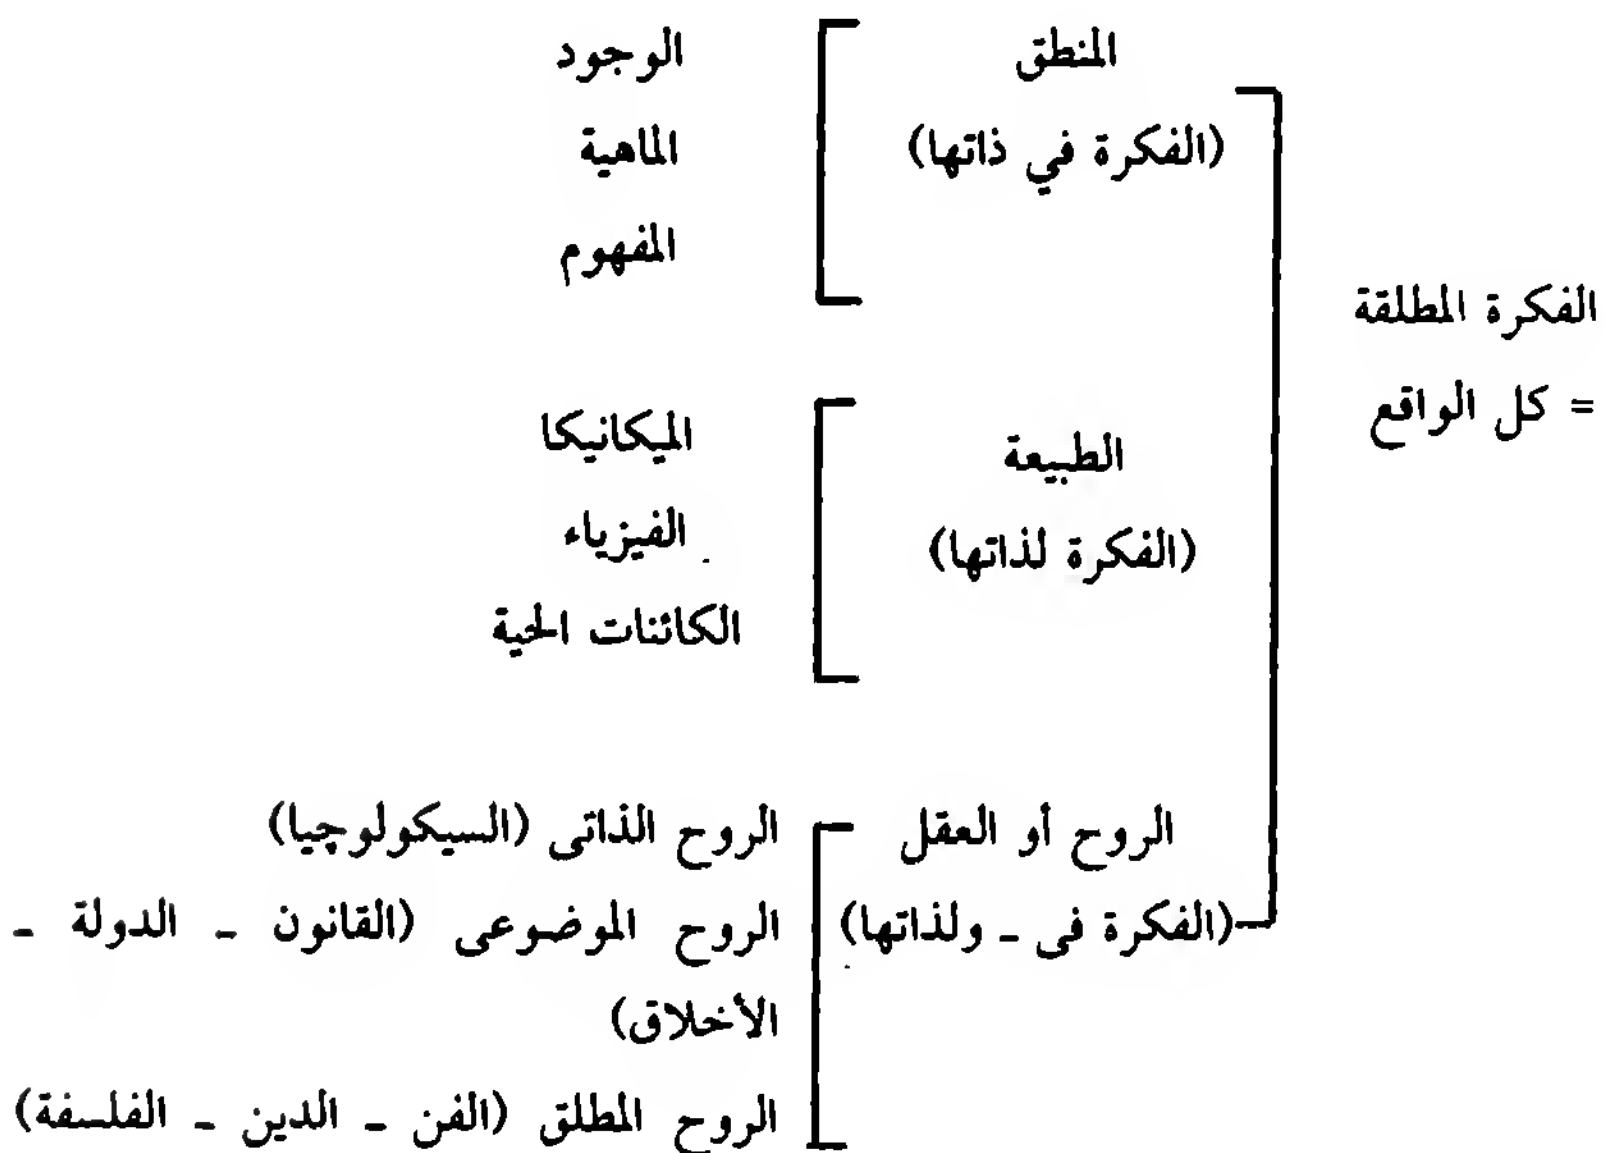 الفكرة المطلقة
= كل الواقع
المنطق
(الفكرة في ذاتها)
الوجود
الماهية
المفهوم
الطبيعة
(الفكرة لذاتها)
الميكانيكا
الفيزياء
الكائنات الحية
الروح أو العقل
(الفكرة فى - ولذاتها)
الروح الذاتى (السيكولوچيا)
الروح الموضوعى (القانون - الدولة -
الأخلاق)
الروح المطلق (الفن - الدين - الفلسفة)